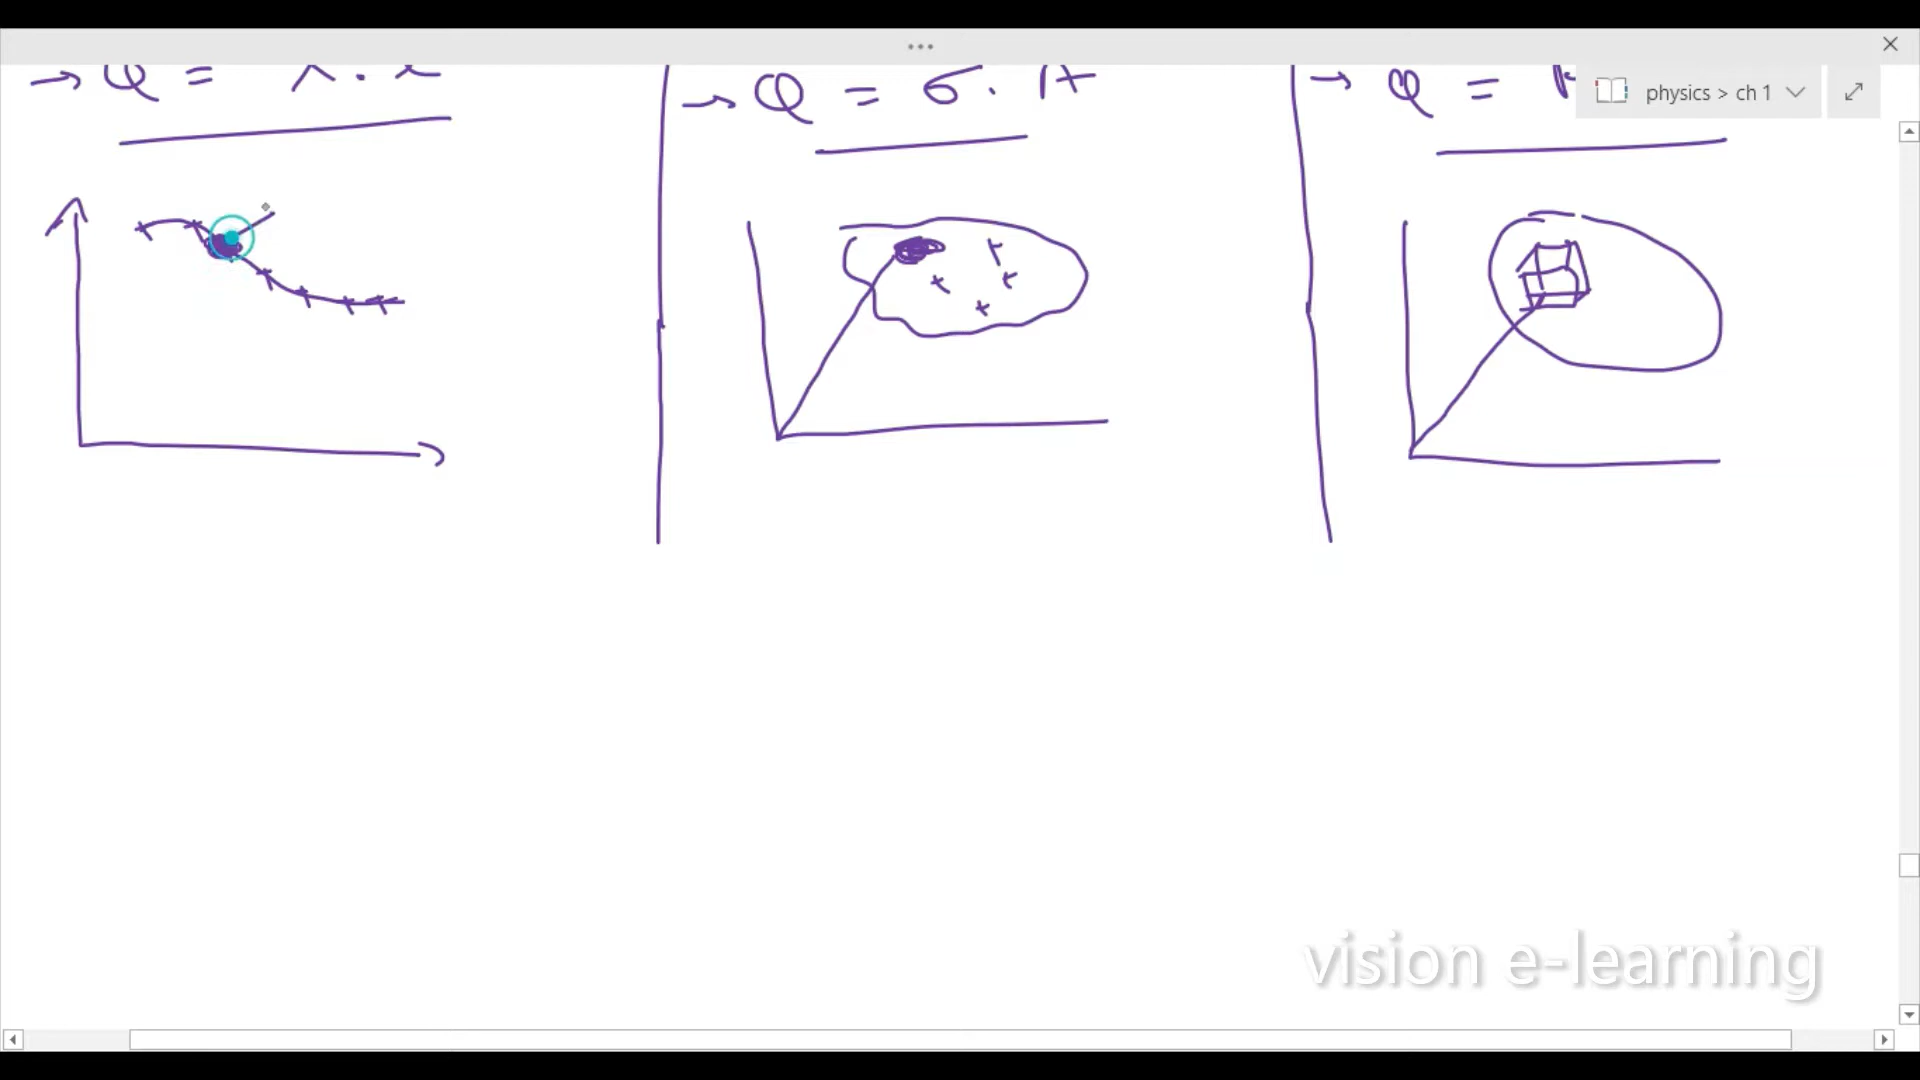 → Q = λ . l
→ Q = σ . A
→ Q =
physics > ch 1
vision e-learning